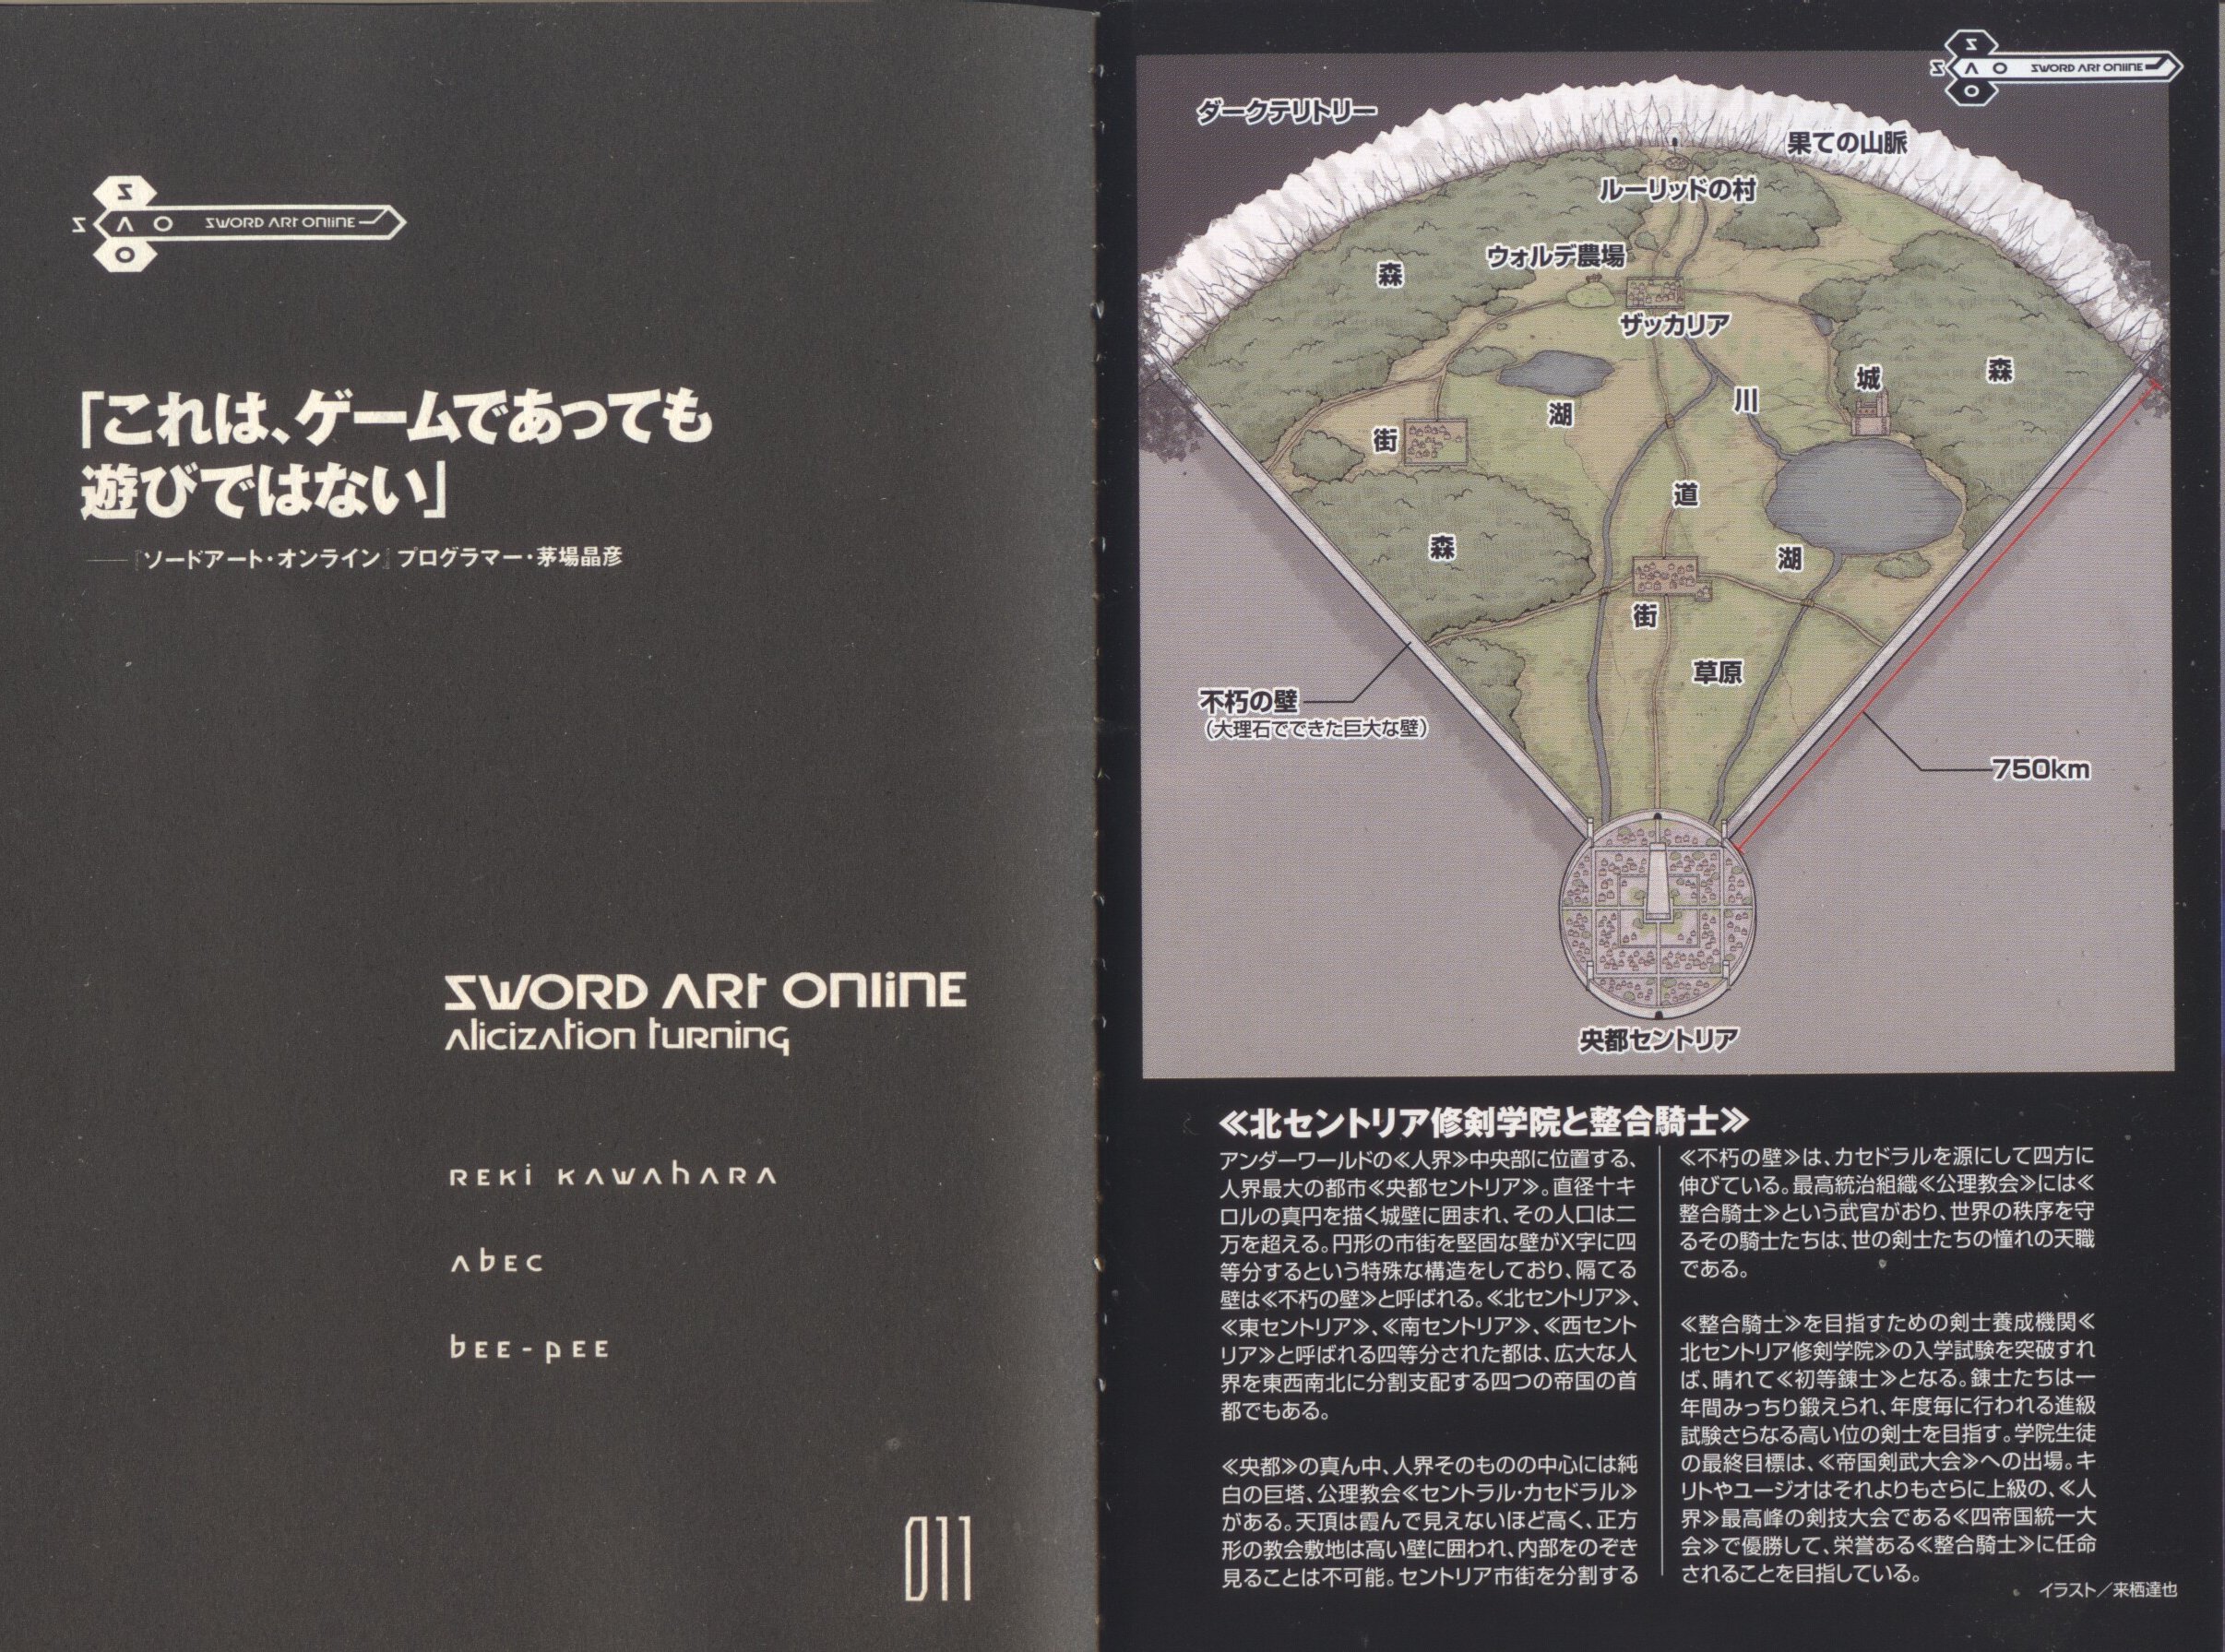 S
S A O SWORD ART ONLINE
O
「これは、ゲームであっても
遊びではない」
――『ソードアート・オンライン』プログラマー・茅場晶彦
SWORD ART ONLINE
alicization turning
REKI KAWAHARA
abec
bee-pee
011
S
S A O SWORD ART ONLINE
O
ダークテリトリー
果ての山脈
ルーリッドの村
ウォルデ農場
森
ザッカリア
城
森
湖
川
街
道
森
湖
街
草原
不朽の壁
(大理石でできた巨大な壁)
750km
央都セントリア
≪北セントリア修剣学院と整合騎士≫
アンダーワールドの≪人界≫中央部に位置する、
人界最大の都市≪央都セントリア≫。直径十キ
ロルの真円を描く城壁に囲まれ、その人口は二
万を超える。円形の市街を堅固な壁がX字に四
等分するという特殊な構造をしており、隔てる
壁は≪不朽の壁≫と呼ばれる。≪北セントリア≫、
≪東セントリア≫、≪南セントリア≫、≪西セント
リア≫と呼ばれる四等分された都は、広大な人
界を東西南北に分割支配する四つの帝国の首
都でもある。
≪央都≫の真ん中、人界そのものの中心には純
白の巨塔、公理教会≪セントラル・カセドラル≫
がある。天頂は霞んで見えないほど高く、正方
形の教会敷地は高い壁に囲われ、内部をのぞき
見ることは不可能。セントリア市街を分割する
≪不朽の壁≫は、カセドラルを源にして四方に
伸びている。最高統治組織≪公理教会≫には≪
整合騎士≫という武官がおり、世界の秩序を守
るその騎士たちは、世の剣士たちの憧れの天職
である。
≪整合騎士≫を目指すための剣士養成機関≪
北セントリア修剣学院≫の入学試験を突破すれ
ば、晴れて≪初等錬士≫となる。錬士たちは一
年間みっちり鍛えられ、年度毎に行われる進級
試験さらなる高い位の剣士を目指す。学院生徒
の最終目標は、≪帝国剣武大会≫への出場。キ
リトやユージオはそれよりもさらに上級の、≪人
界≫最高峰の剣技大会である≪四帝国統一大
会≫で優勝して、栄誉ある≪整合騎士≫に任命
されることを目指している。
イラスト/来栖達也